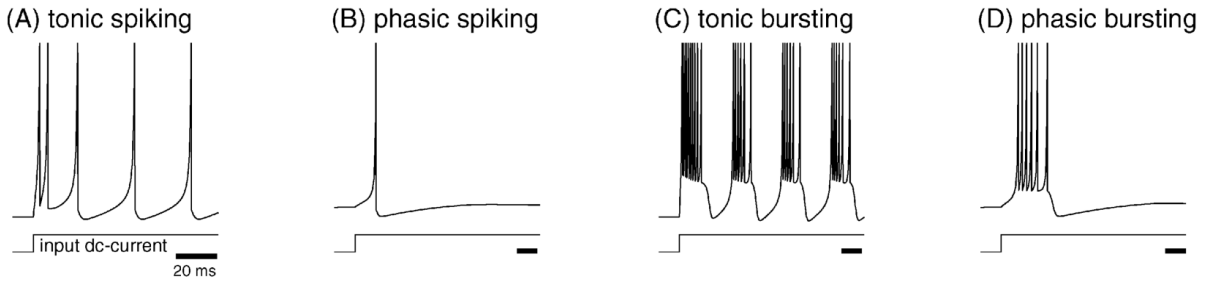 (A) tonic spiking
(B) phasic spiking
(C) tonic bursting
(D) phasic bursting
input dc-current
20 ms